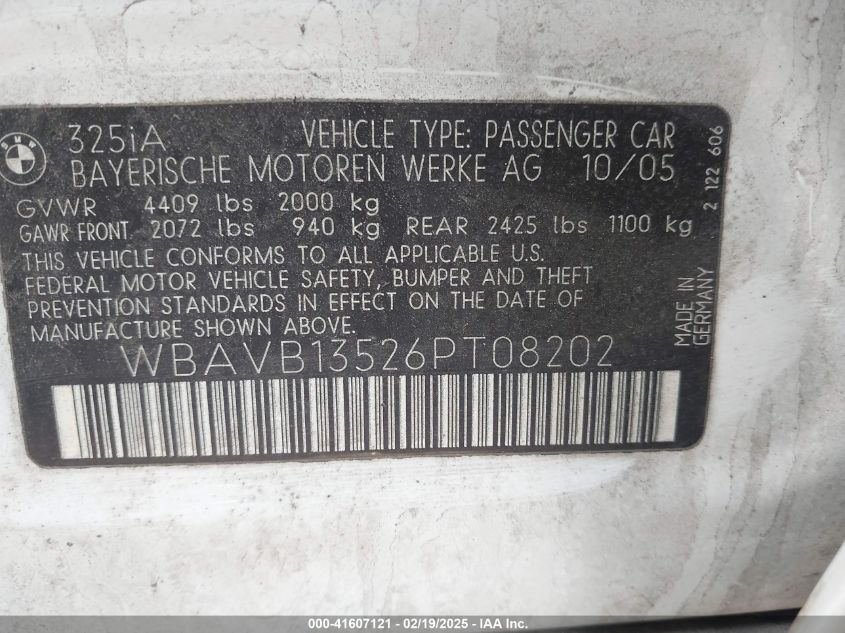 BMW
325iA VEHICLE TYPE: PASSENGER CAR
BAYERISCHE MOTOREN WERKE AG 10/05
GVWR 4409 lbs 2000 kg
GAWR FRONT 2072 lbs 940 kg REAR 2425 lbs 1100 kg
THIS VEHICLE CONFORMS TO ALL APPLICABLE U.S.
FEDERAL MOTOR VEHICLE SAFETY, BUMPER AND THEFT
PREVENTION STANDARDS IN EFFECT ON THE DATE OF
MANUFACTURE SHOWN ABOVE.
WBAVB13526PT08202
2 122 606
MADE IN
GERMANY
000-41607121 - 02/19/2025 - IAA Inc.